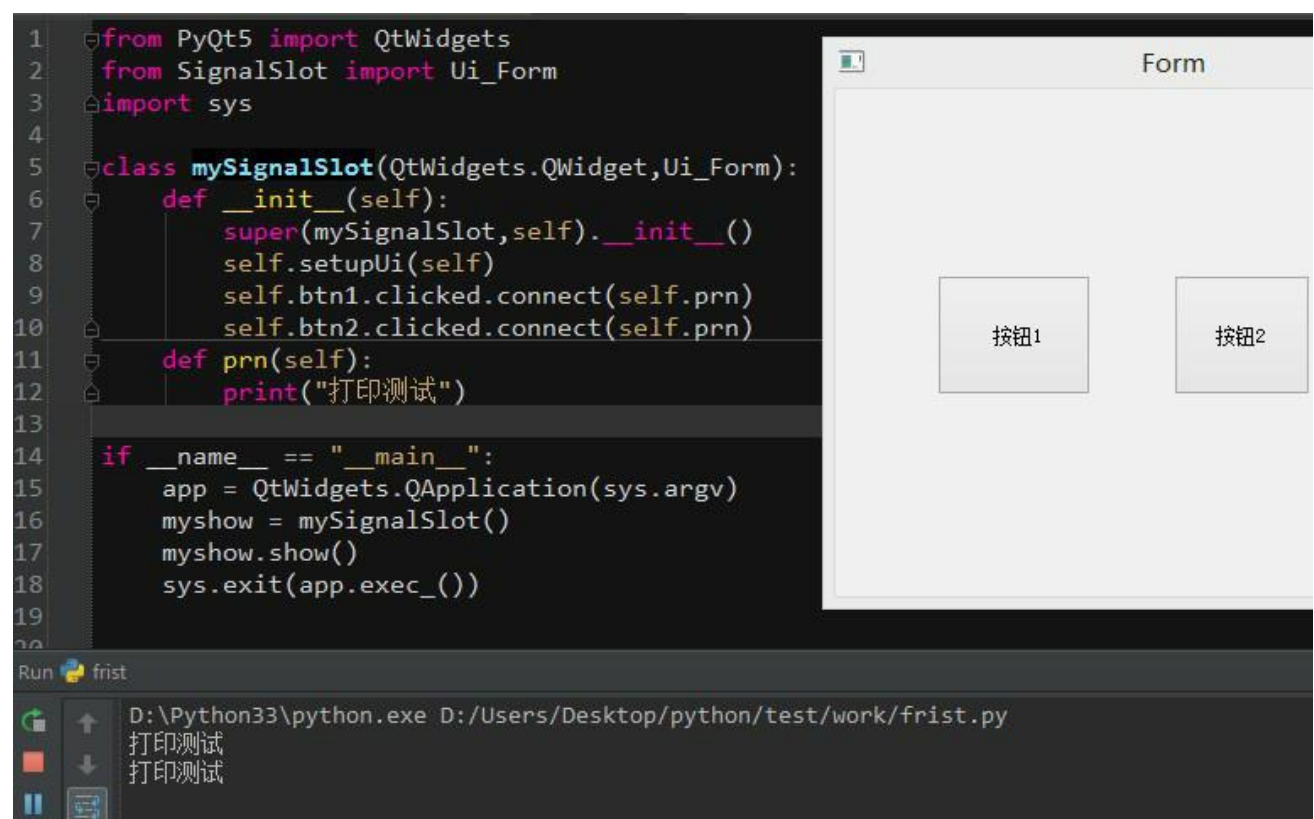 1 from PyQt5 import QtWidgets
2 from SignalSlot import Ui_Form
3 import sys
4
5 class mySignalSlot(QtWidgets.QWidget,Ui_Form):
6 def __init__(self):
7 super(mySignalSlot,self).__init__()
8 self.setupUi(self)
9 self.btn1.clicked.connect(self.prn)
10 self.btn2.clicked.connect(self.prn)
11 def prn(self):
12 print("打印测试")
13
14 if __name__ == "__main__":
15 app = QtWidgets.QApplication(sys.argv)
16 myshow = mySignalSlot()
17 myshow.show()
18 sys.exit(app.exec_())
19
20
Form
按钮1
按钮2
Run frist
D:\Python33\python.exe D:/Users/Desktop/python/test/work/frist.py
打印测试
打印测试